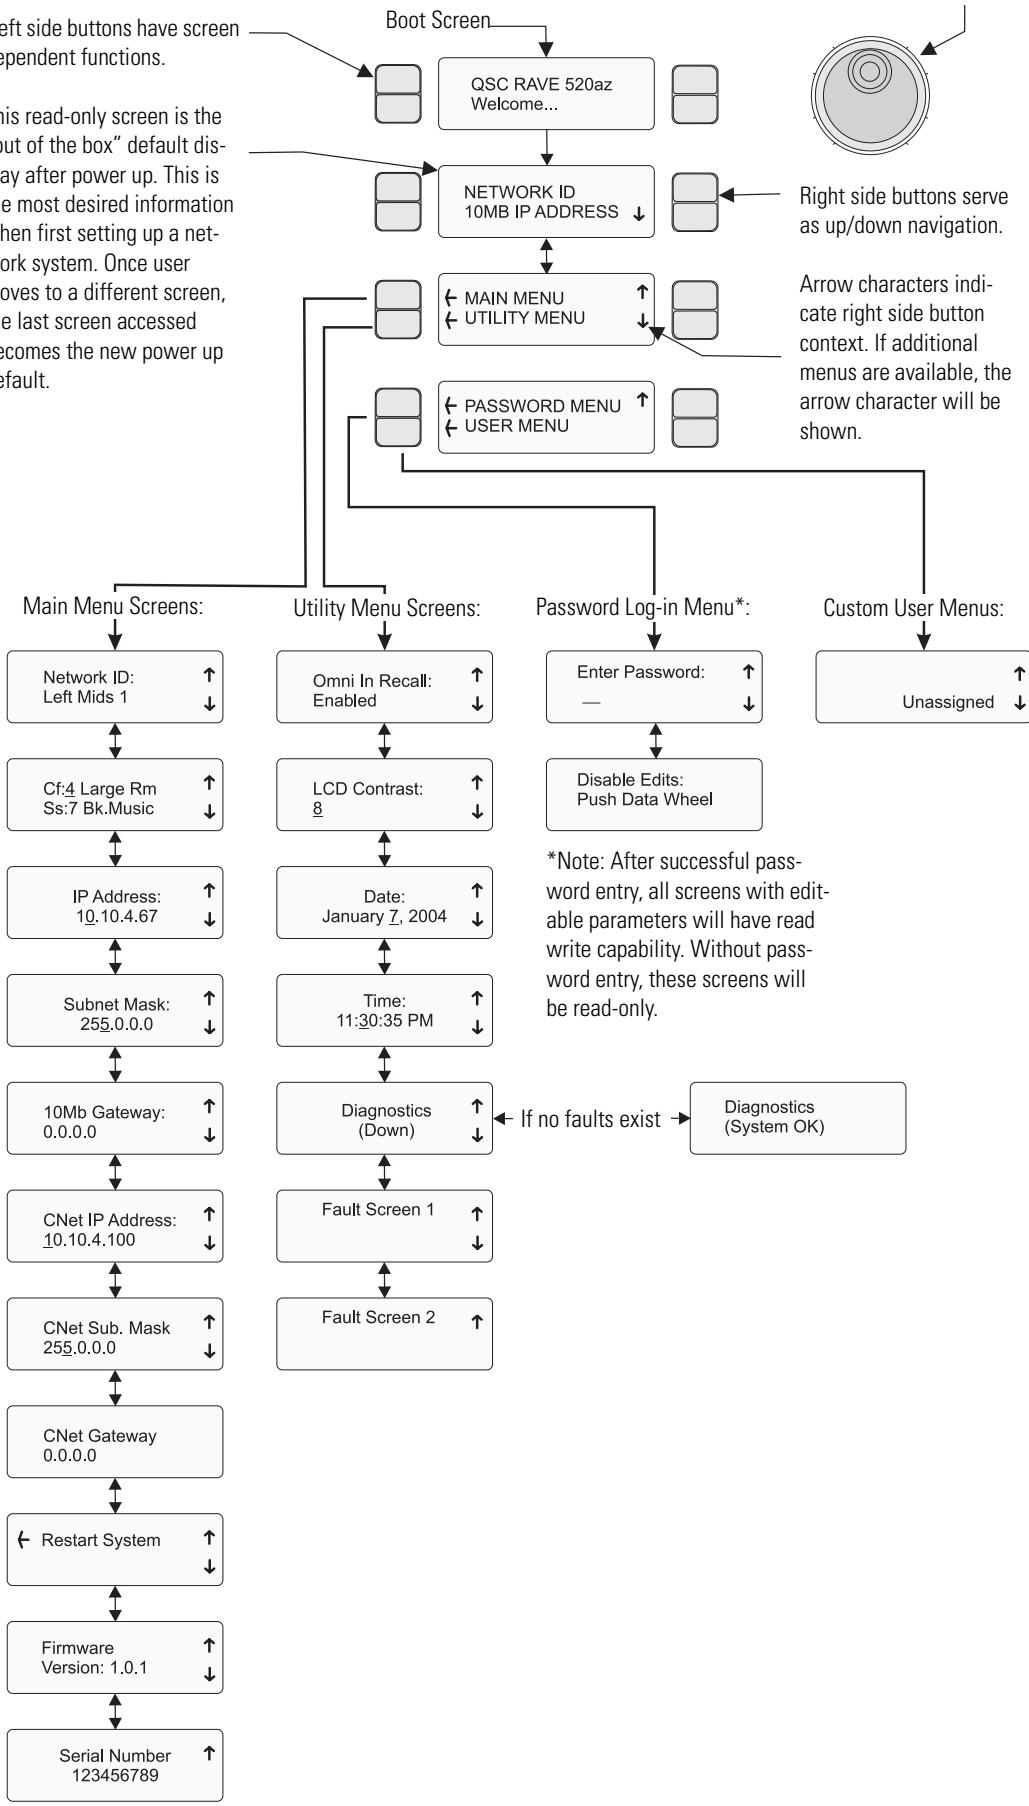 eft side buttons have screen
ependent functions.
his read-only screen is the
out of the box” default dis-
ay after power up. This is
e most desired information
hen first setting up a net-
ork system. Once user
oves to a different screen,
e last screen accessed
ecomes the new power up
efault.
Boot Screen
QSC RAVE 520az
Welcome...
NETWORK ID
10MB IP ADDRESS ↓
← MAIN MENU ↑
← UTILITY MENU ↓
← PASSWORD MENU ↑
← USER MENU
Right side buttons serve
as up/down navigation.
Arrow characters indi-
cate right side button
context. If additional
menus are available, the
arrow character will be
shown.
Main Menu Screens:
Network ID: ↑
Left Mids 1 ↓
Cf:4 Large Rm ↑
Ss:7 Bk.Music ↓
IP Address: ↑
10.10.4.67 ↓
Subnet Mask: ↑
255.0.0.0 ↓
10Mb Gateway: ↑
0.0.0.0 ↓
CNet IP Address: ↑
10.10.4.100 ↓
CNet Sub. Mask ↑
255.0.0.0 ↓
CNet Gateway
0.0.0.0
← Restart System ↑
↓
Firmware ↑
Version: 1.0.1 ↓
Serial Number ↑
123456789
Utility Menu Screens:
Omni In Recall: ↑
Enabled ↓
LCD Contrast: ↑
8 ↓
Date: ↑
January 7, 2004 ↓
Time: ↑
11:30:35 PM ↓
Diagnostics ↑
(Down) ↓
If no faults exist
Diagnostics
(System OK)
Fault Screen 1 ↑
↓
Fault Screen 2 ↑
Password Log-in Menu*:
Enter Password: ↑
— ↓
Disable Edits:
Push Data Wheel
*Note: After successful pass-
word entry, all screens with edit-
able parameters will have read
write capability. Without pass-
word entry, these screens will
be read-only.
Custom User Menus:
↑
Unassigned ↓